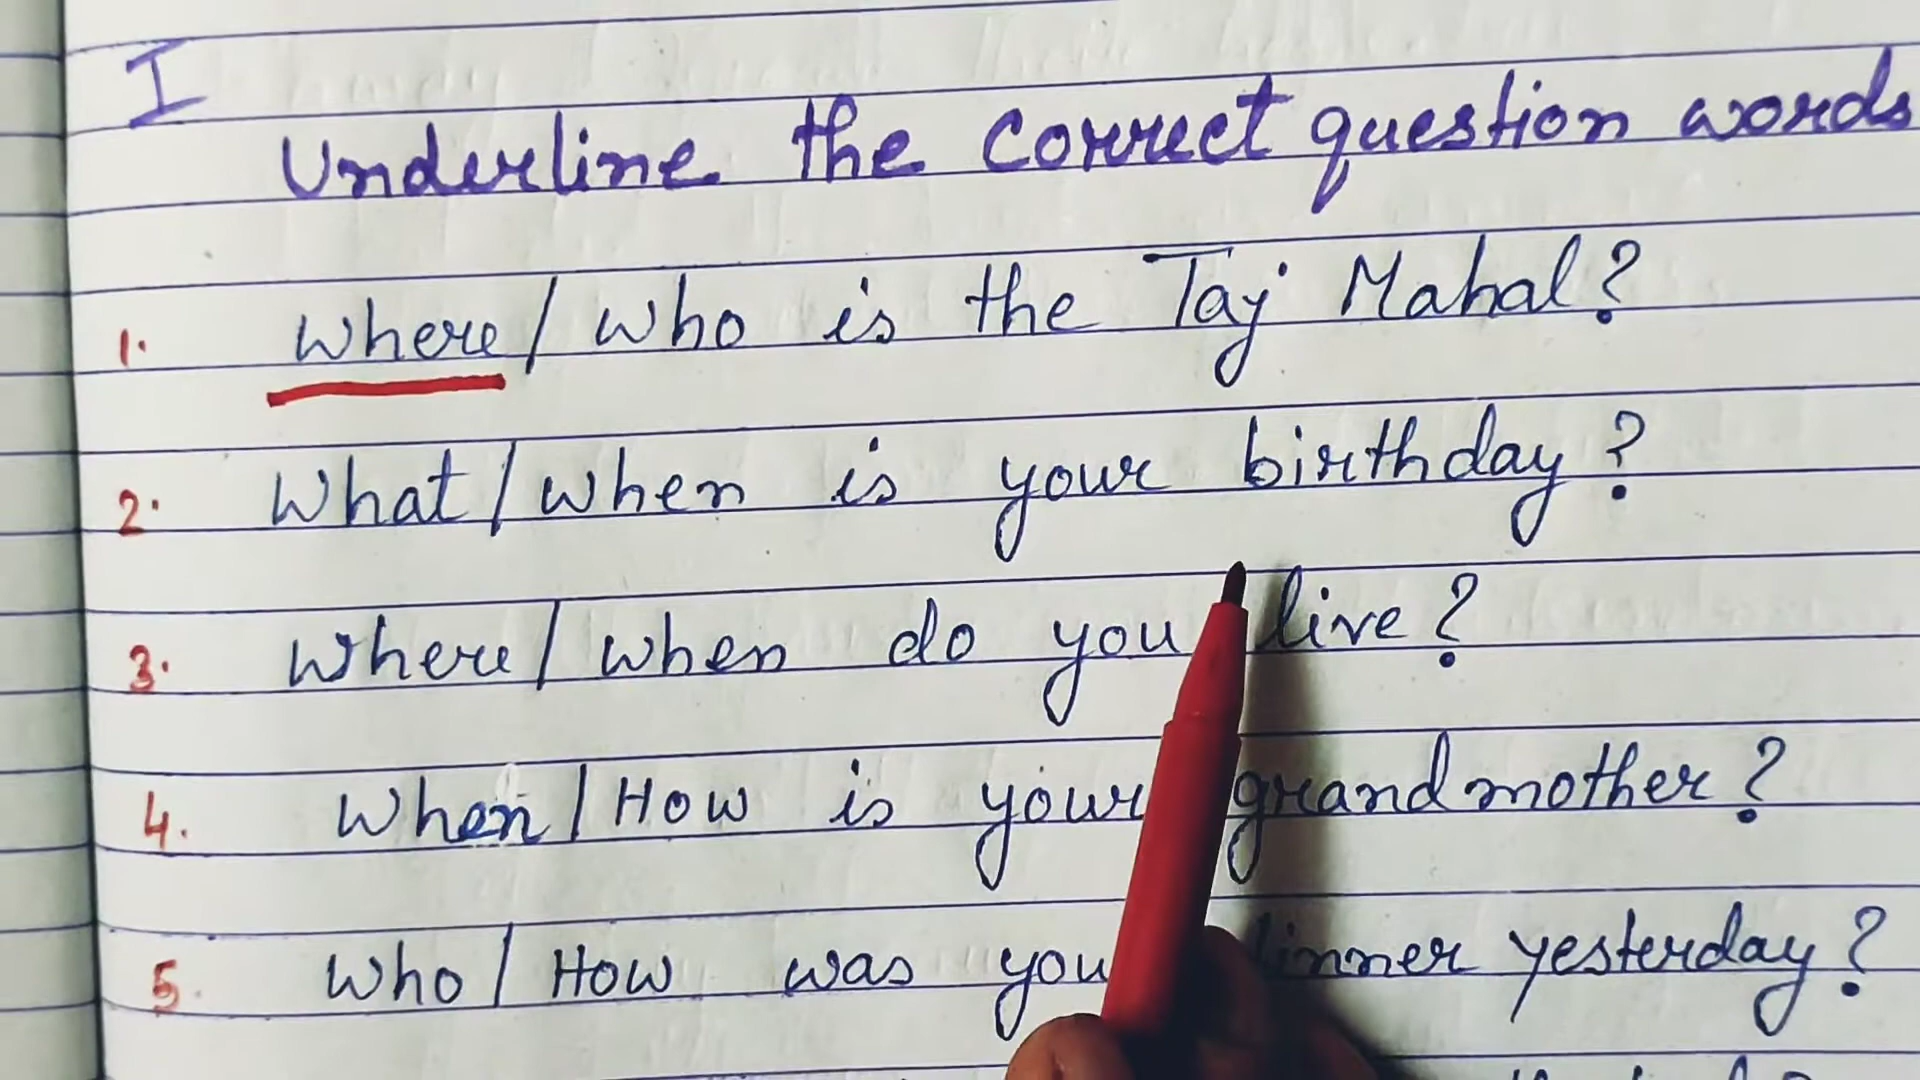 I
Underline the correct question words
1. Where / Who is the Taj Mahal?
2. What / When is your birthday?
3. Where / when do you live?
4. When / How is your grandmother?
5. Who / How was you inner yesterday?